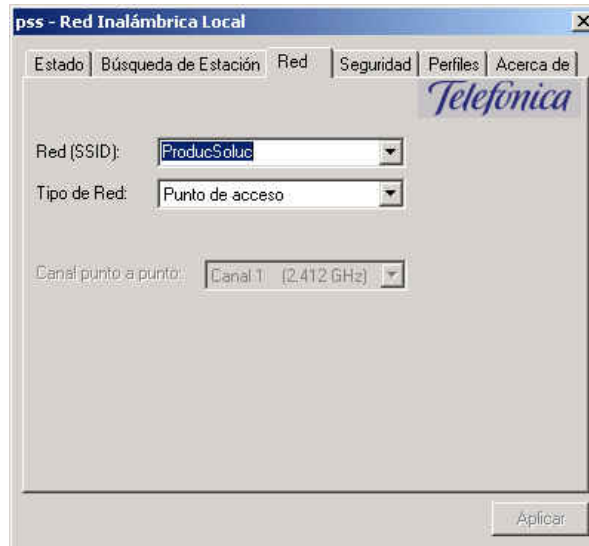 pss - Red Inalámbrica Local
Estado Búsqueda de Estación Red Seguridad Perfiles Acerca de
Telefónica
Red (SSID): ProducSoluc
Tipo de Red: Punto de acceso
Canal punto a punto: Canal 1 (2.412 GHz)
Aplicar